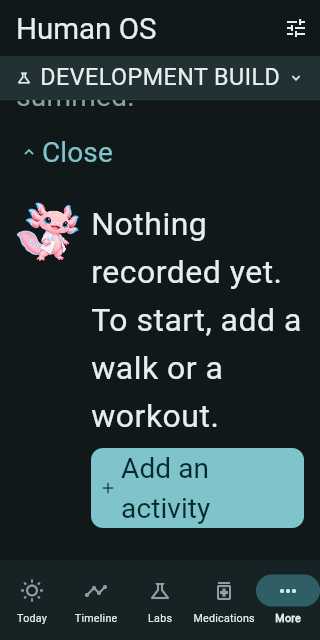 Human OS
DEVELOPMENT BUILD
summed.
Close
Nothing
recorded yet.
To start, add a
walk or a
workout.
Add an
activity
Today
Timeline
Labs
Medications
More